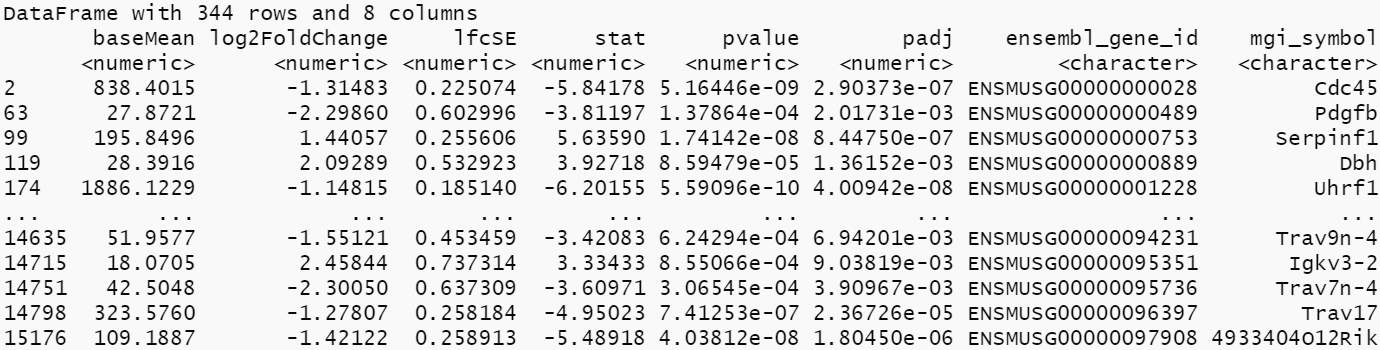 DataFrame with 344 rows and 8 columns
baseMean log2FoldChange lfcSE stat pvalue padj ensembl_gene_id mgi_symbol
<numeric> <numeric> <numeric> <numeric> <numeric> <numeric> <character> <character>
2 838.4015 -1.31483 0.225074 -5.84178 5.16446e-09 2.90373e-07 ENSMUSG00000000028 Cdc45
63 27.8721 -2.29860 0.602996 -3.81197 1.37864e-04 2.01731e-03 ENSMUSG00000000489 Pdgfb
99 195.8496 1.44057 0.255606 5.63590 1.74142e-08 8.44750e-07 ENSMUSG00000000753 Serpinf1
119 28.3916 2.09289 0.532923 3.92718 8.59479e-05 1.36152e-03 ENSMUSG00000000889 Dbh
174 1886.1229 -1.14815 0.185140 -6.20155 5.59096e-10 4.00942e-08 ENSMUSG00000001228 Uhrf1
... ... ... ... ... ... ... ... ...
14635 51.9577 -1.55121 0.453459 -3.42083 6.24294e-04 6.94201e-03 ENSMUSG00000094231 Trav9n-4
14715 18.0705 2.45844 0.737314 3.33433 8.55066e-04 9.03819e-03 ENSMUSG00000095351 Igkv3-2
14751 42.5048 -2.30050 0.637309 -3.60971 3.06545e-04 3.90967e-03 ENSMUSG00000095736 Trav7n-4
14798 323.5760 -1.27807 0.258184 -4.95023 7.41253e-07 2.36726e-05 ENSMUSG00000096397 Trav17
15176 109.1887 -1.42122 0.258913 -5.48918 4.03812e-08 1.80450e-06 ENSMUSG00000097908 4933404O12Rik